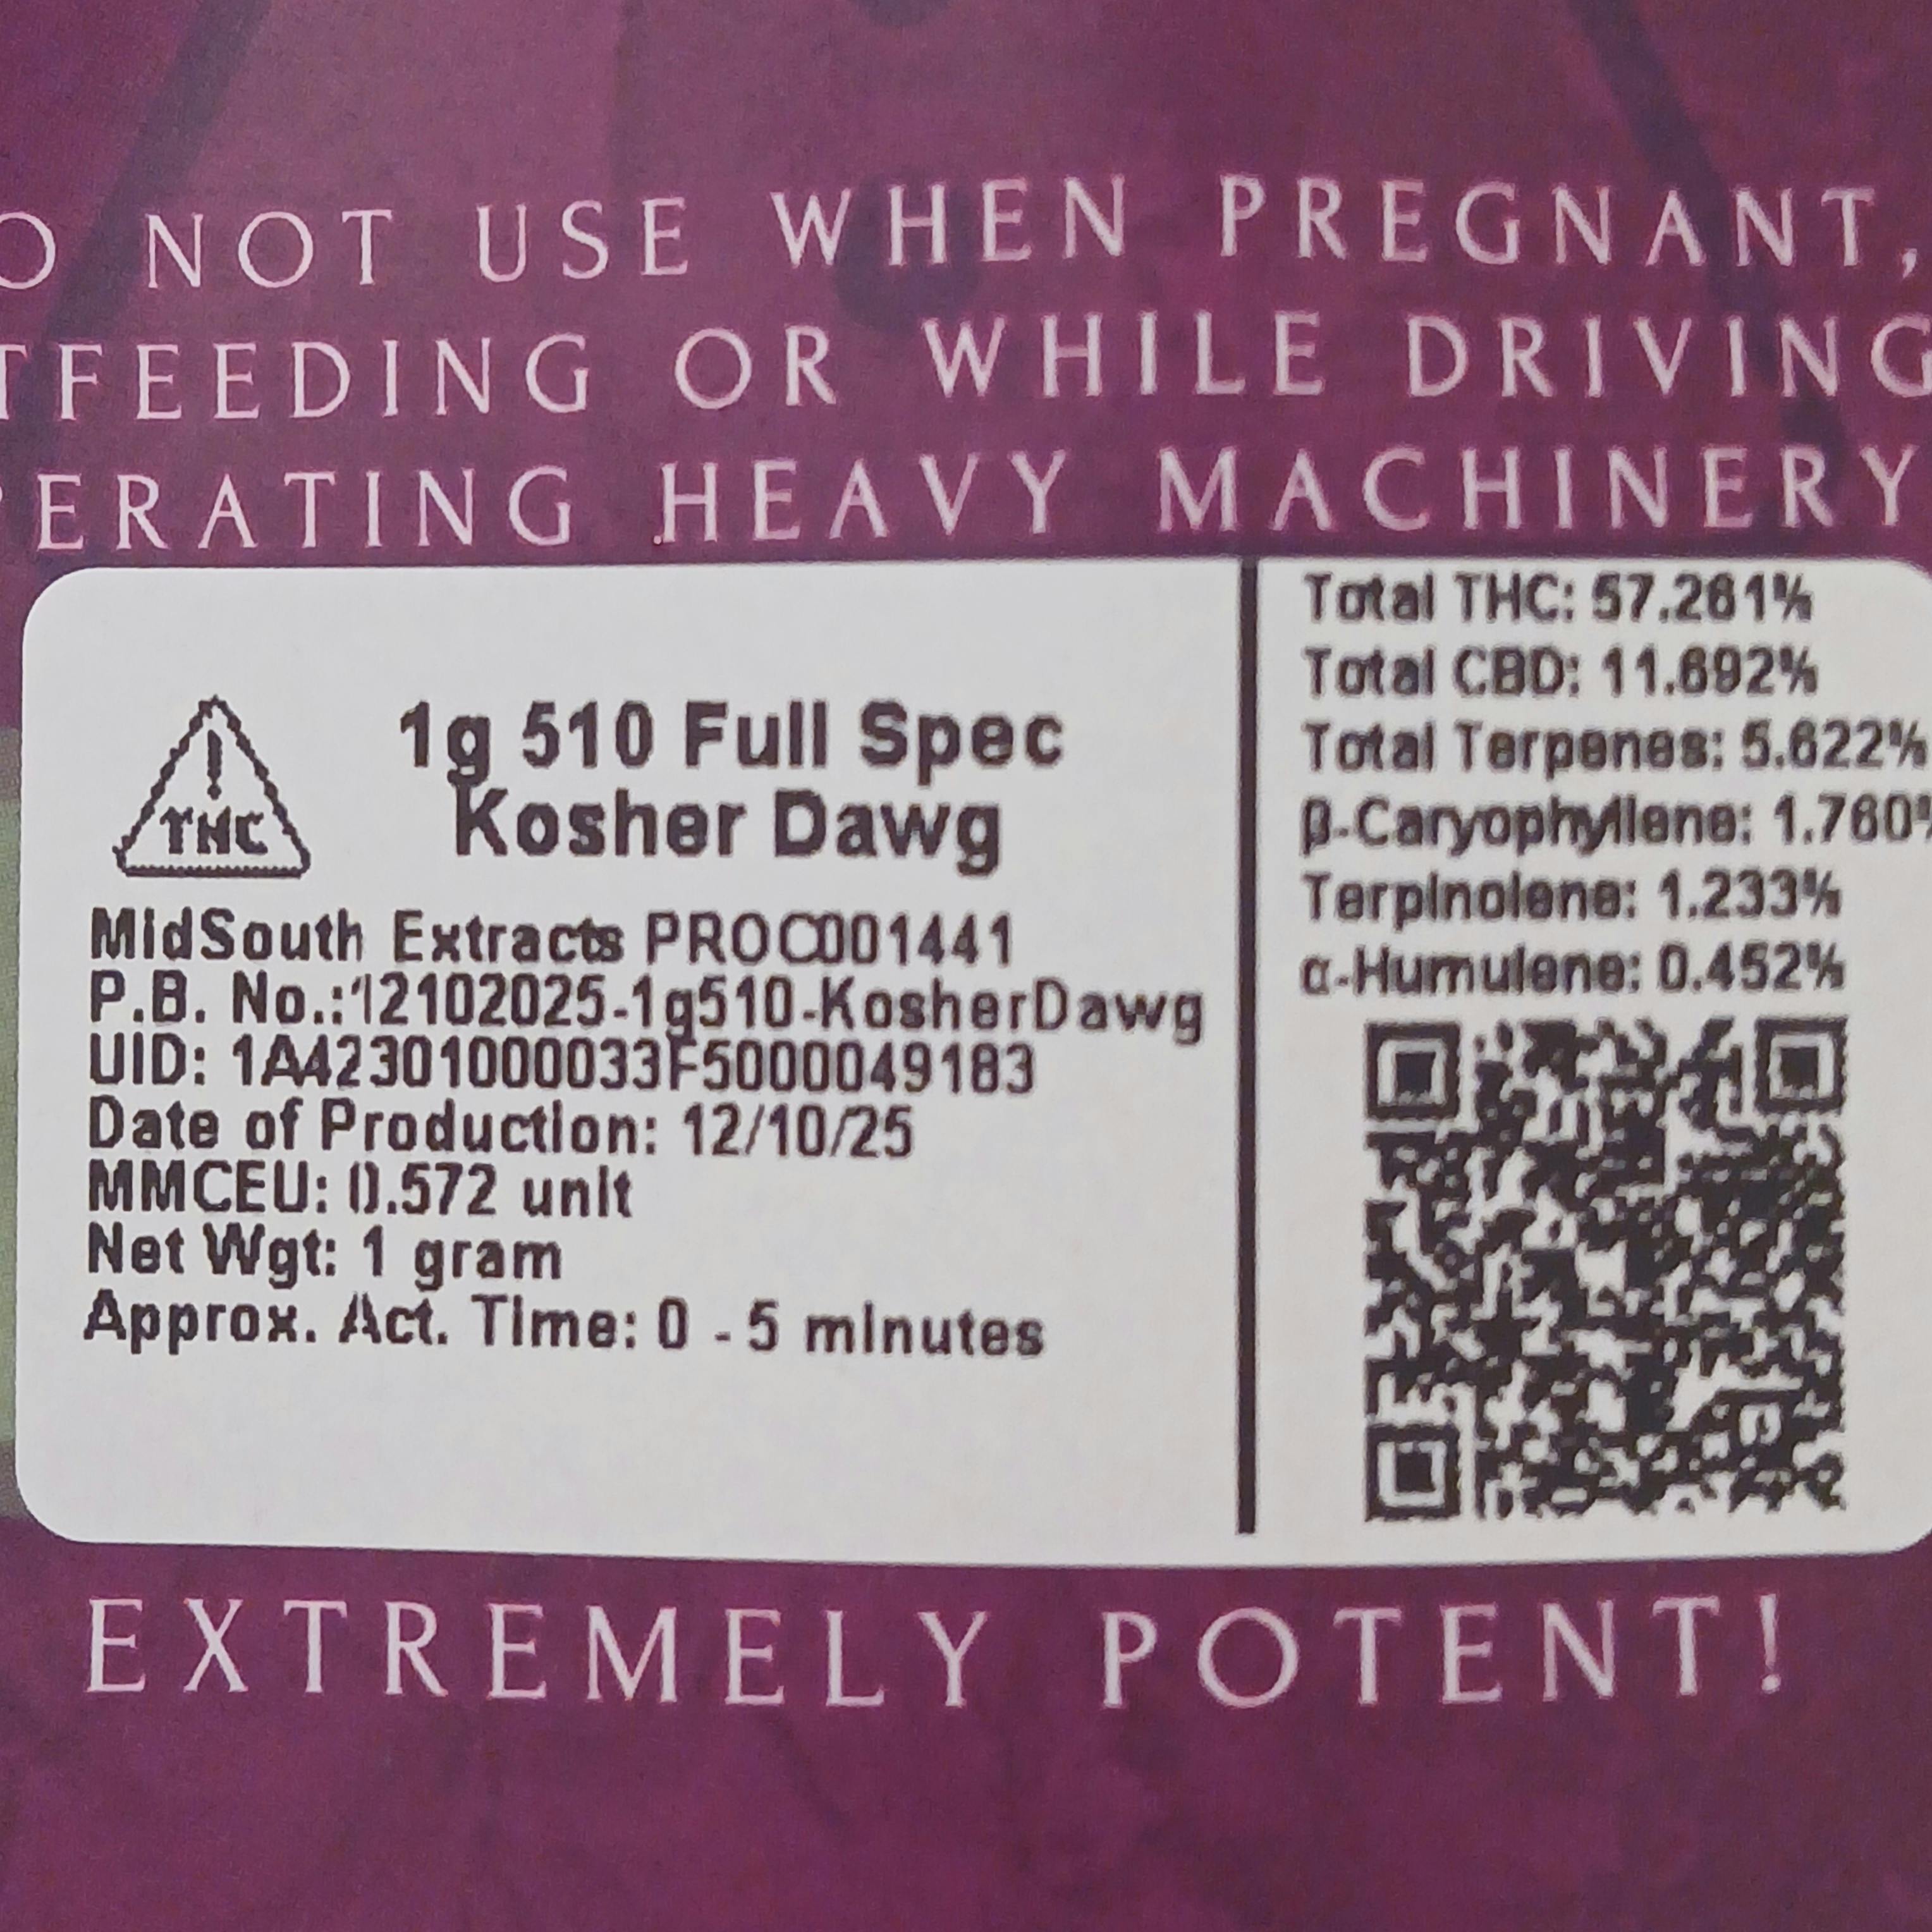 O NOT USE WHEN PREGNANT,
TFEEDING OR WHILE DRIVING
PERATING HEAVY MACHINERY
!
THC
1g 510 Full Spec
Kosher Dawg
MidSouth Extracts PROC001441
P.B. No.:12102025-1g510-KosherDawg
UID: 1A42301000033F5000049183
Date of Production: 12/10/25
MMCEU: 0.572 unit
Net Wgt: 1 gram
Approx. Act. Time: 0 - 5 minutes
Total THC: 57.261%
Total CBD: 11.692%
Total Terpenes: 5.622%
β-Caryophyllene: 1.760%
Terpinolene: 1.233%
α-Humulene: 0.452%
EXTREMELY POTENT!